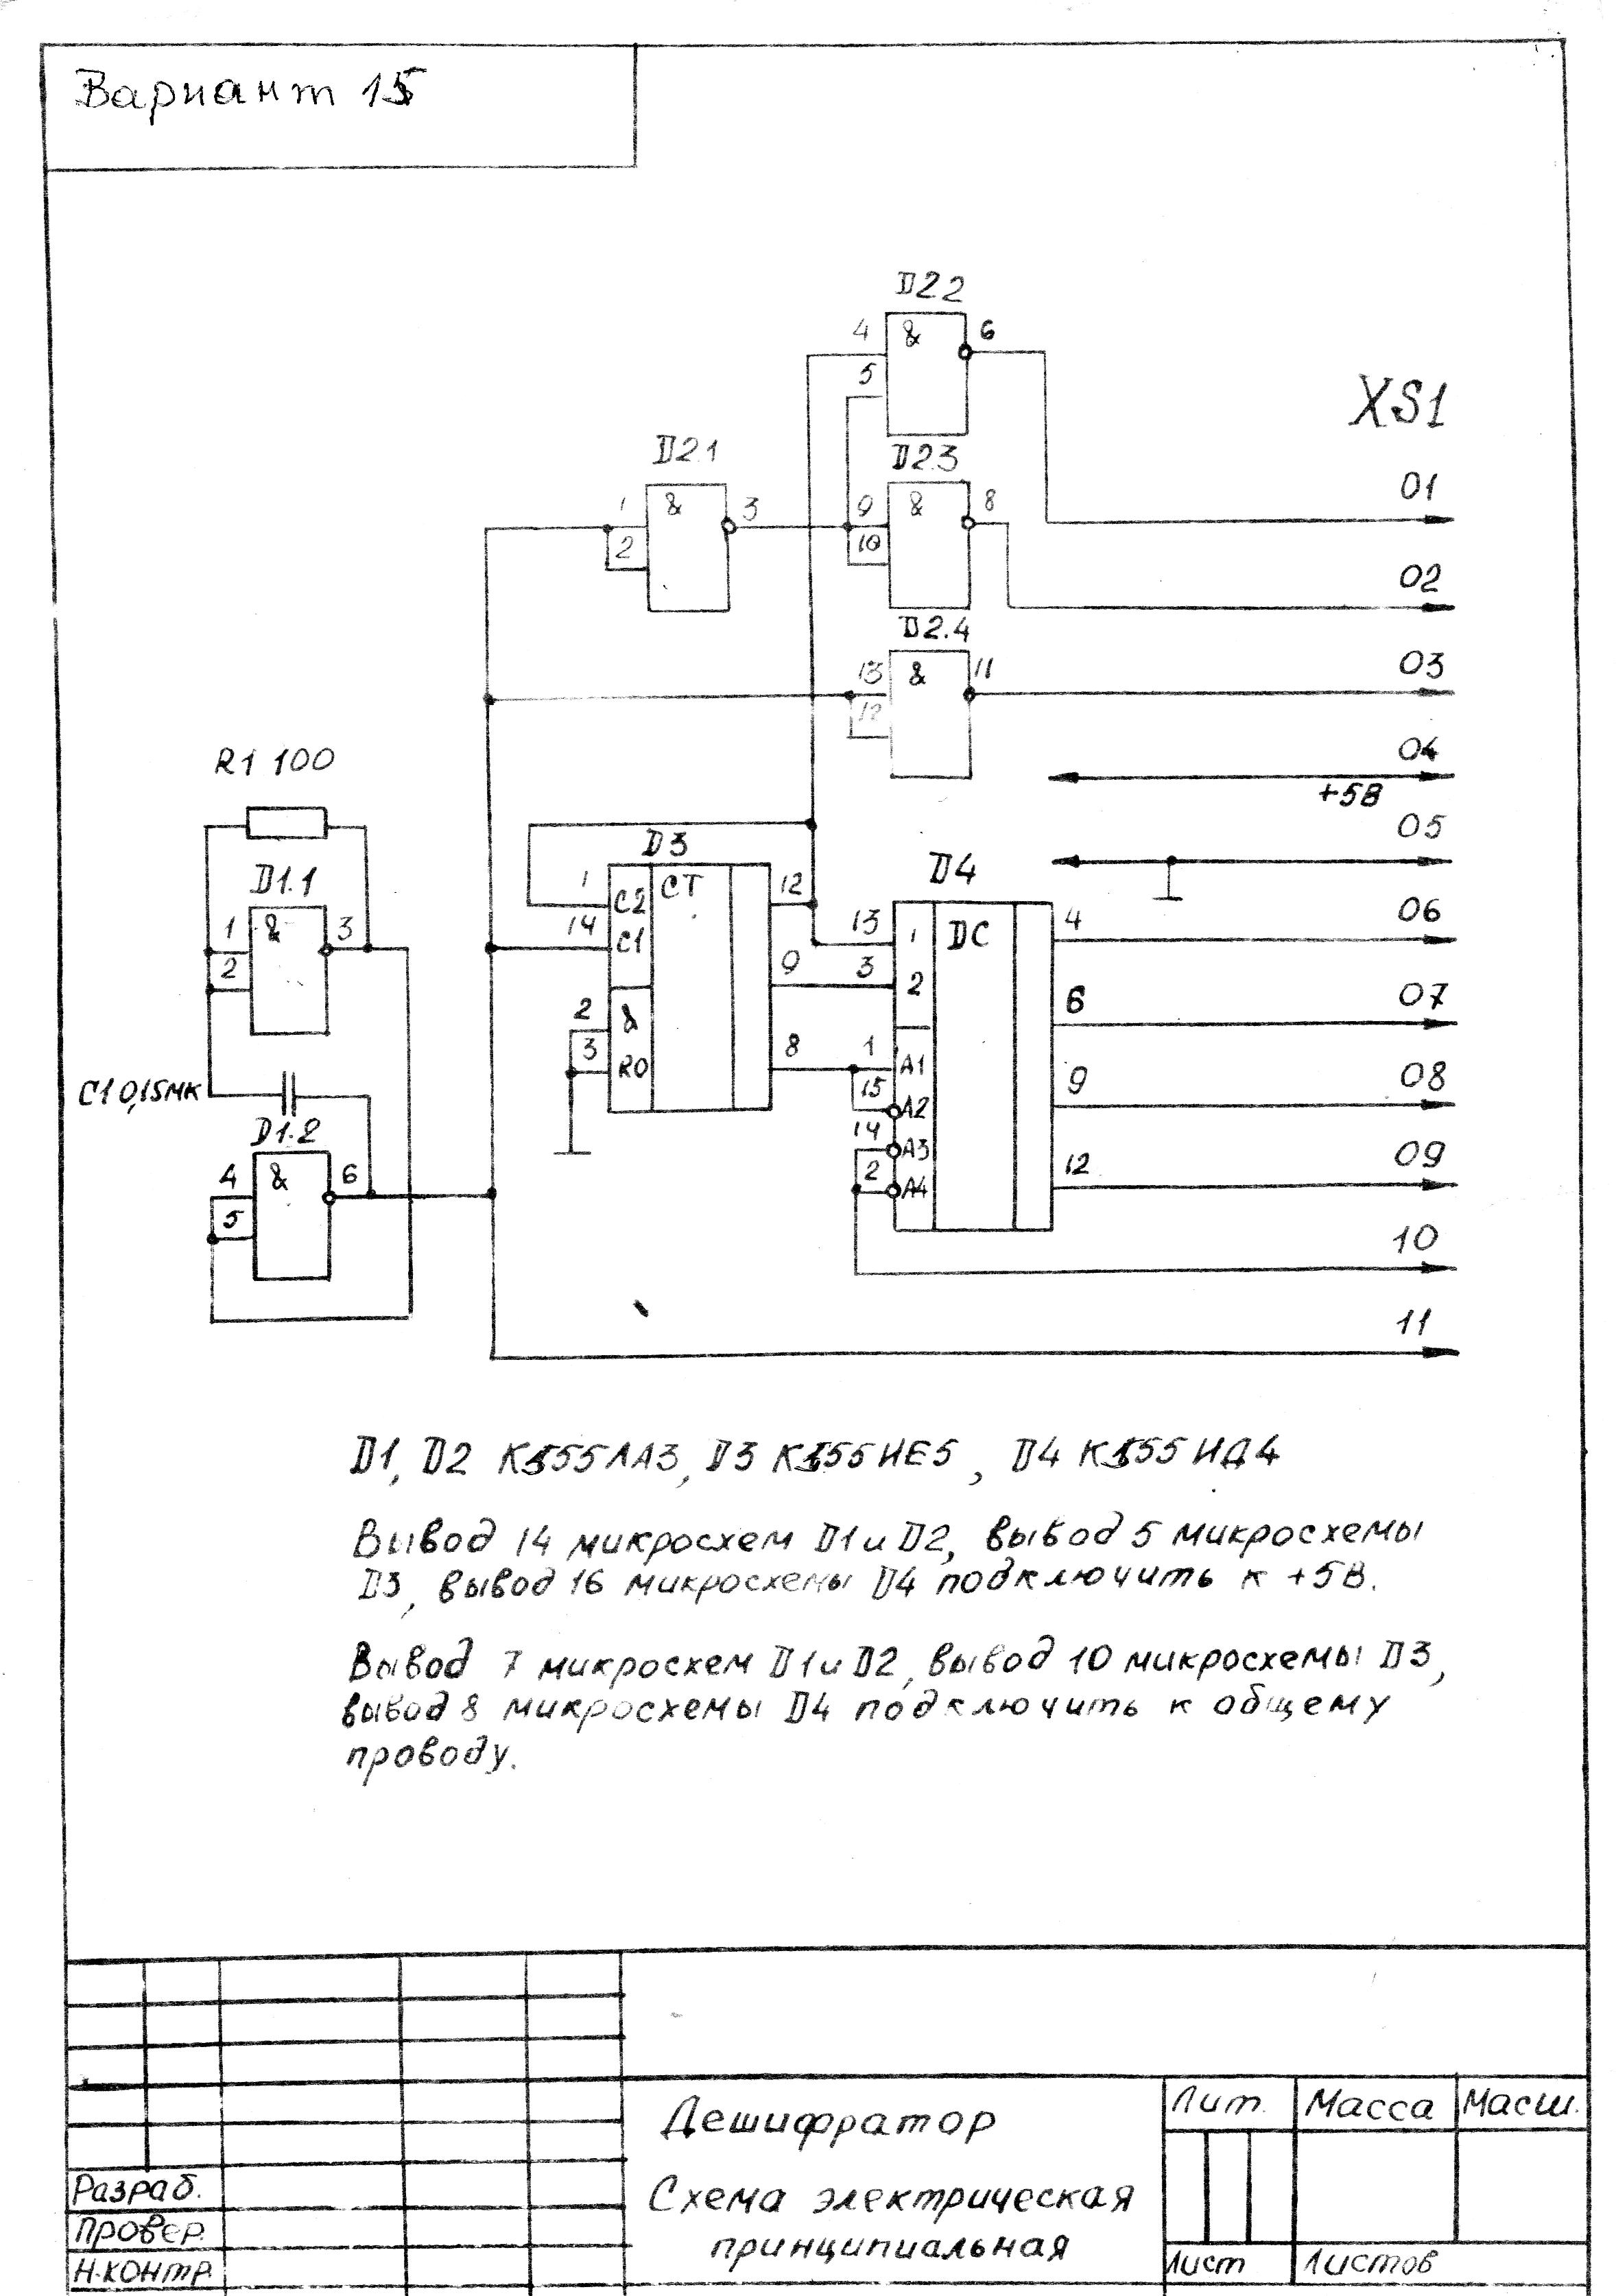 Вариант 15
D2.2
4
&
6
5
XS1
D2.1
D2.3
01
1
&
3
9
&
8
2
10
02
D2.4
13
&
11
03
12
R1 100
04
+5В
05
D3
D1.1
D4
1
C2
CT
12
06
14
C1
13
1
DC
4
1
&
3
9
3
2
07
2
6
2
&
8
1
A1
08
3
R0
15
A2
9
C1 0,15мк
14
A3
09
D1.2
2
A4
12
4
&
6
5
10
11
D1, D2 К155ЛА3, D3 К155ИЕ5, D4 К155ИД4
Вывод 14 микросхем D1 и D2, вывод 5 микросхемы
D3, вывод 16 микросхемы D4 подключить к +5В.
Вывод 7 микросхем D1 и D2, вывод 10 микросхемы D3,
вывод 8 микросхемы D4 подключить к общему
проводу.
Дешифратор
Лит.
Масса
Масш.
Разраб.
Схема электрическая
Провер.
принципиальная
Н.контр.
Лист
Листов